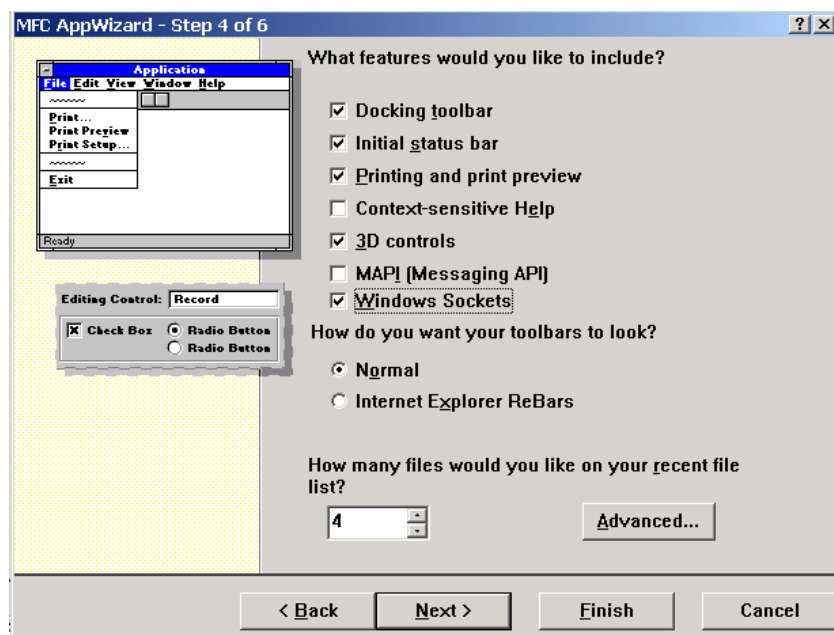 MFC AppWizard - Step 4 of 6
What features would you like to include?
Application
File Edit View Window Help
Print...
Print Preview
Print Setup...
Exit
Ready
Docking toolbar
Initial status bar
Printing and print preview
Context-sensitive Help
3D controls
MAPI (Messaging API)
Windows Sockets
Editing Control: Record
Check Box
Radio Button
Radio Button
How do you want your toolbars to look?
Normal
Internet Explorer ReBars
How many files would you like on your recent file
list?
4
Advanced...
< Back
Next >
Finish
Cancel